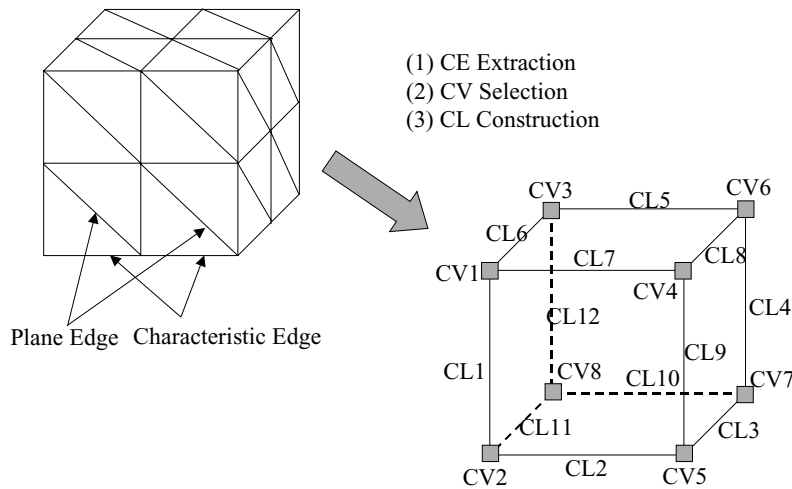 (1) CE Extraction
(2) CV Selection
(3) CL Construction
Plane Edge
Characteristic Edge
CV3
CL5
CV6
CL6
CL7
CL8
CV1
CV4
CL12
CL4
CL1
CL9
CV8
CL10
CV7
CL11
CL3
CV2
CL2
CV5